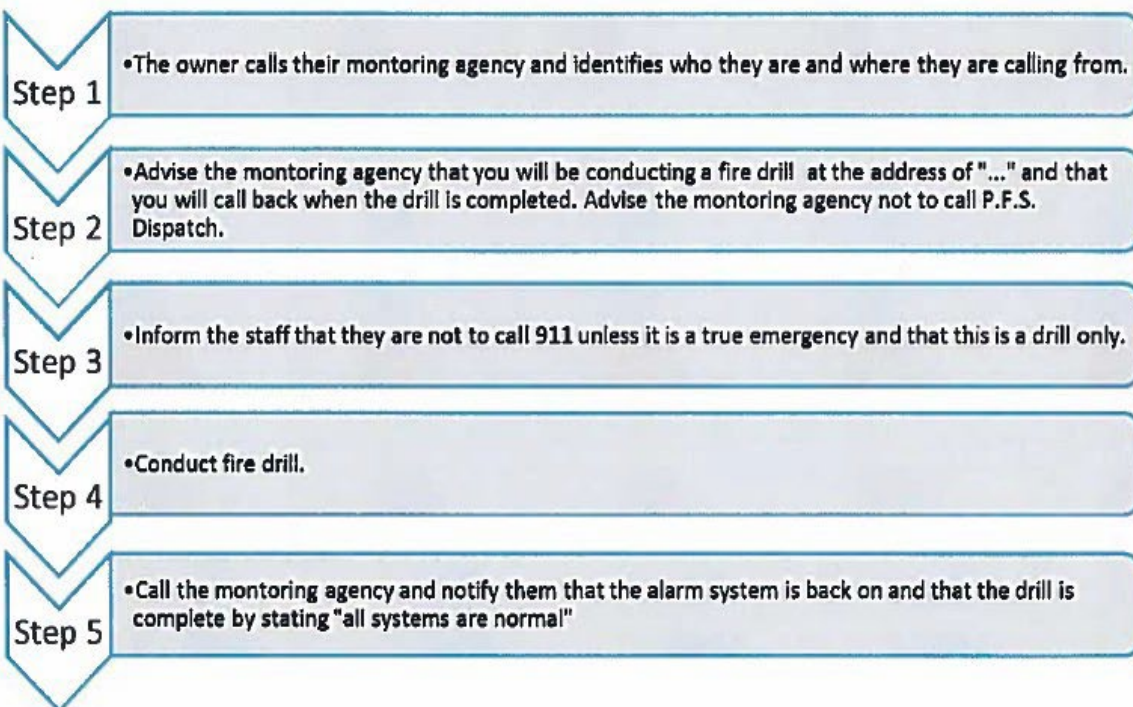 Step 1
•The owner calls their montoring agency and identifies who they are and where they are calling from.
Step 2
•Advise the montoring agency that you will be conducting a fire drill at the address of "..." and that
you will call back when the drill is completed. Advise the montoring agency not to call P.F.S.
Dispatch.
Step 3
•Inform the staff that they are not to call 911 unless it is a true emergency and that this is a drill only.
Step 4
•Conduct fire drill.
Step 5
•Call the montoring agency and notify them that the alarm system is back on and that the drill is
complete by stating "all systems are normal"